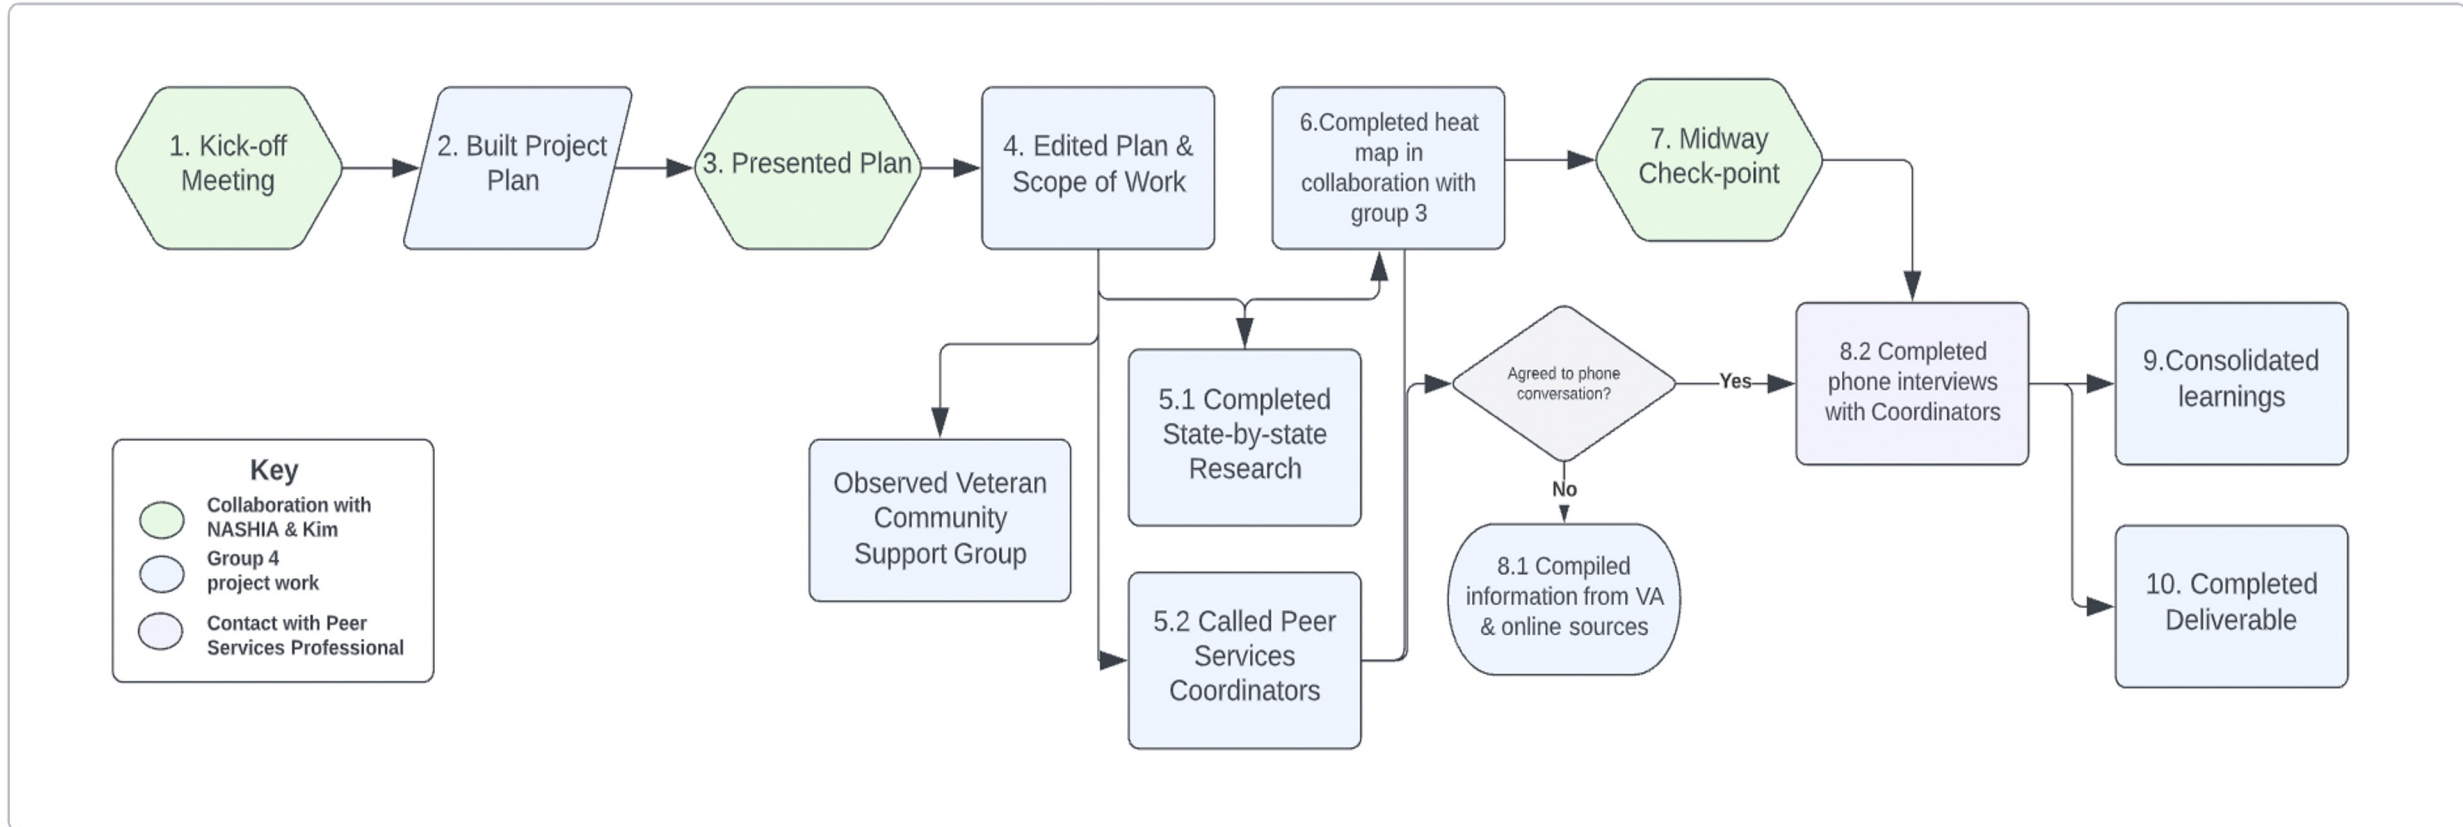 1. Kick-off
Meeting
2. Built Project
Plan
3. Presented Plan
4. Edited Plan &
Scope of Work
6.Completed heat
map in
collaboration with
group 3
7. Midway
Check-point
Observed Veteran
Community
Support Group
5.1 Completed
State-by-state
Research
5.2 Called Peer
Services
Coordinators
Agreed to phone
conversation?
Yes
No
8.1 Compiled
information from VA
& online sources
8.2 Completed
phone interviews
with Coordinators
9.Consolidated
learnings
10. Completed
Deliverable
Key
Collaboration with
NASHIA & Kim
Group 4
project work
Contact with Peer
Services Professional